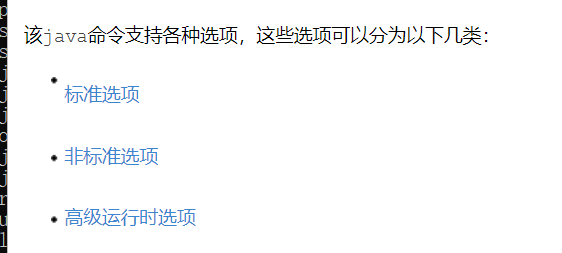 该java命令支持各种选项，这些选项可以分为以下几类：
标准选项
非标准选项
高级运行时选项